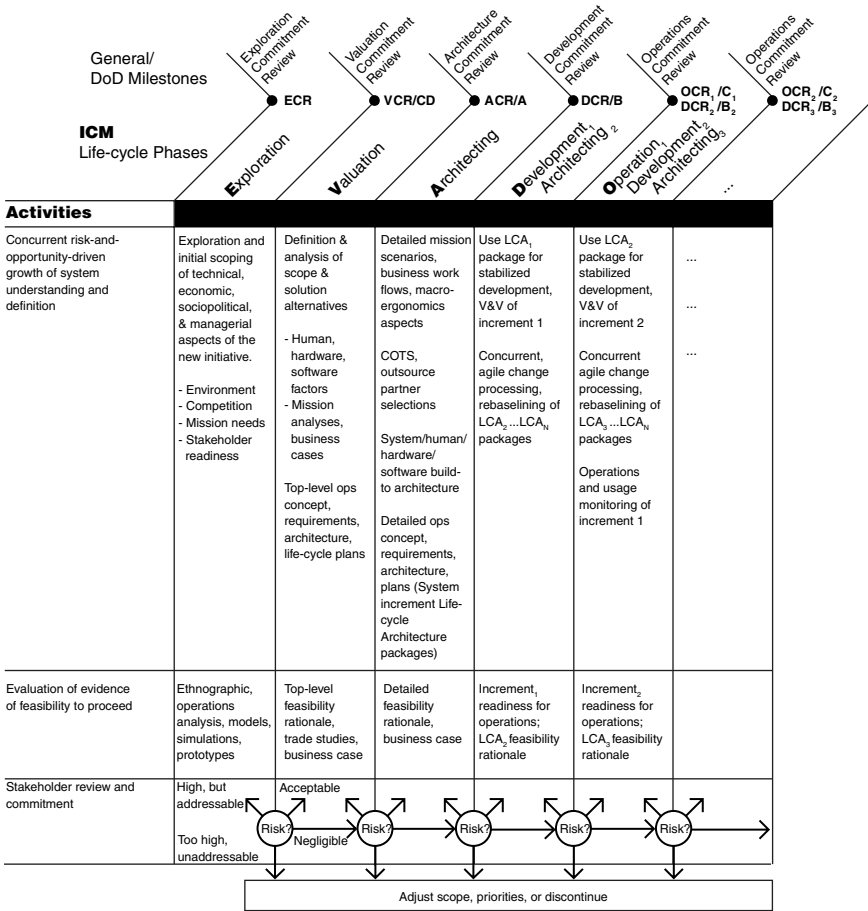 General/
DoD Milestones
Exploration
Commitment
Review
Valuation
Commitment
Review
Architecture
Commitment
Review
Development
Commitment
Review
Operations
Commitment
Review
Operations
Commitment
Review
ECR
VCR/CD
ACR/A
DCR/B
OCR₁/C₁
DCR₂/B₂
OCR₂/C₂
DCR₃/B₃
ICM
Life-cycle Phases
Exploration
Valuation
Architecting
Development₁
Architecting₂
Operation₁
Development₂
Architecting₃
...
Activities
Concurrent risk-and-
opportunity-driven
growth of system
understanding and
definition
Exploration and
initial scoping
of technical,
economic,
sociopolitical,
& managerial
aspects of the
new initiative.
- Environment
- Competition
- Mission needs
- Stakeholder
readiness
Definition &
analysis of
scope &
solution
alternatives
- Human,
hardware,
software
factors
- Mission
analyses,
business
cases
Top-level ops
concept,
requirements,
architecture,
life-cycle plans
Detailed mission
scenarios,
business work
flows, macro-
ergonomics
aspects
COTS,
outsource
partner
selections
System/human/
hardware/
software build-
to architecture
Detailed ops
concept,
requirements,
architecture,
plans (System
increment Life-
cycle
Architecture
packages)
Use LCA₁
package for
stabilized
development,
V&V of
increment 1
Concurrent,
agile change
processing,
rebaselining of
LCA₂...LCAN
packages
Use LCA₂
package for
stabilized
development,
V&V of
increment 2
Concurrent
agile change
processing,
rebaselining of
LCA₃...LCAN
packages
Operations
and usage
monitoring of
increment 1
...
...
...
Evaluation of evidence
of feasibility to proceed
Ethnographic,
operations
analysis, models,
simulations,
prototypes
Top-level
feasibility
rationale,
trade studies,
business case
Detailed
feasibility
rationale,
business case
Increment₁
readiness for
operations;
LCA₂ feasibility
rationale
Increment₂
readiness for
operations;
LCA₃ feasibility
rationale
Stakeholder review and
commitment
High, but
addressable
Too high,
unaddressable
Acceptable
Negligible
Risk?
Risk?
Risk?
Risk?
Risk?
Adjust scope, priorities, or discontinue